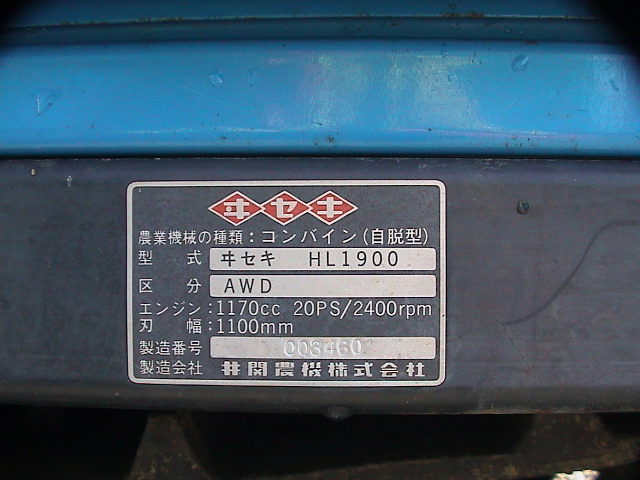 ヰセキ
農業機械の種類：コンバイン（自脱型）
型 式 ヰセキ HL1900
区 分 AWD
エンジン：1170cc 20PS/2400rpm
刃 幅：1100mm
製造番号 003460
製造会社 井関農機株式会社